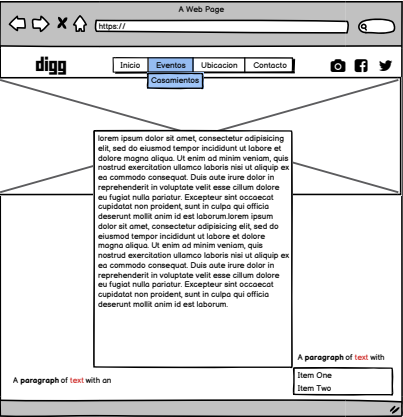 A Web Page
https://
digg
Inicio Eventos Ubicacion Contacto
Casamientos
lorem ipsum dolor sit amet, consectetur adipisicing
elit, sed do eiusmod tempor incididunt ut labore et
dolore magna aliqua. Ut enim ad minim veniam, quis
nostrud exercitation ullamco laboris nisi ut aliquip ex
ea commodo consequat. Duis aute irure dolor in
reprehenderit in voluptate velit esse cillum dolore
eu fugiat nulla pariatur. Excepteur sint occaecat
cupidatat non proident, sunt in culpa qui officia
deserunt mollit anim id est laborum.lorem ipsum
dolor sit amet, consectetur adipisicing elit, sed do
eiusmod tempor incididunt ut labore et dolore
magna aliqua. Ut enim ad minim veniam, quis
nostrud exercitation ullamco laboris nisi ut aliquip ex
ea commodo consequat. Duis aute irure dolor in
reprehenderit in voluptate velit esse cillum dolore
eu fugiat nulla pariatur. Excepteur sint occaecat
cupidatat non proident, sunt in culpa qui officia
deserunt mollit anim id est laborum.
A paragraph of text with
A paragraph of text with an
Item One
Item Two